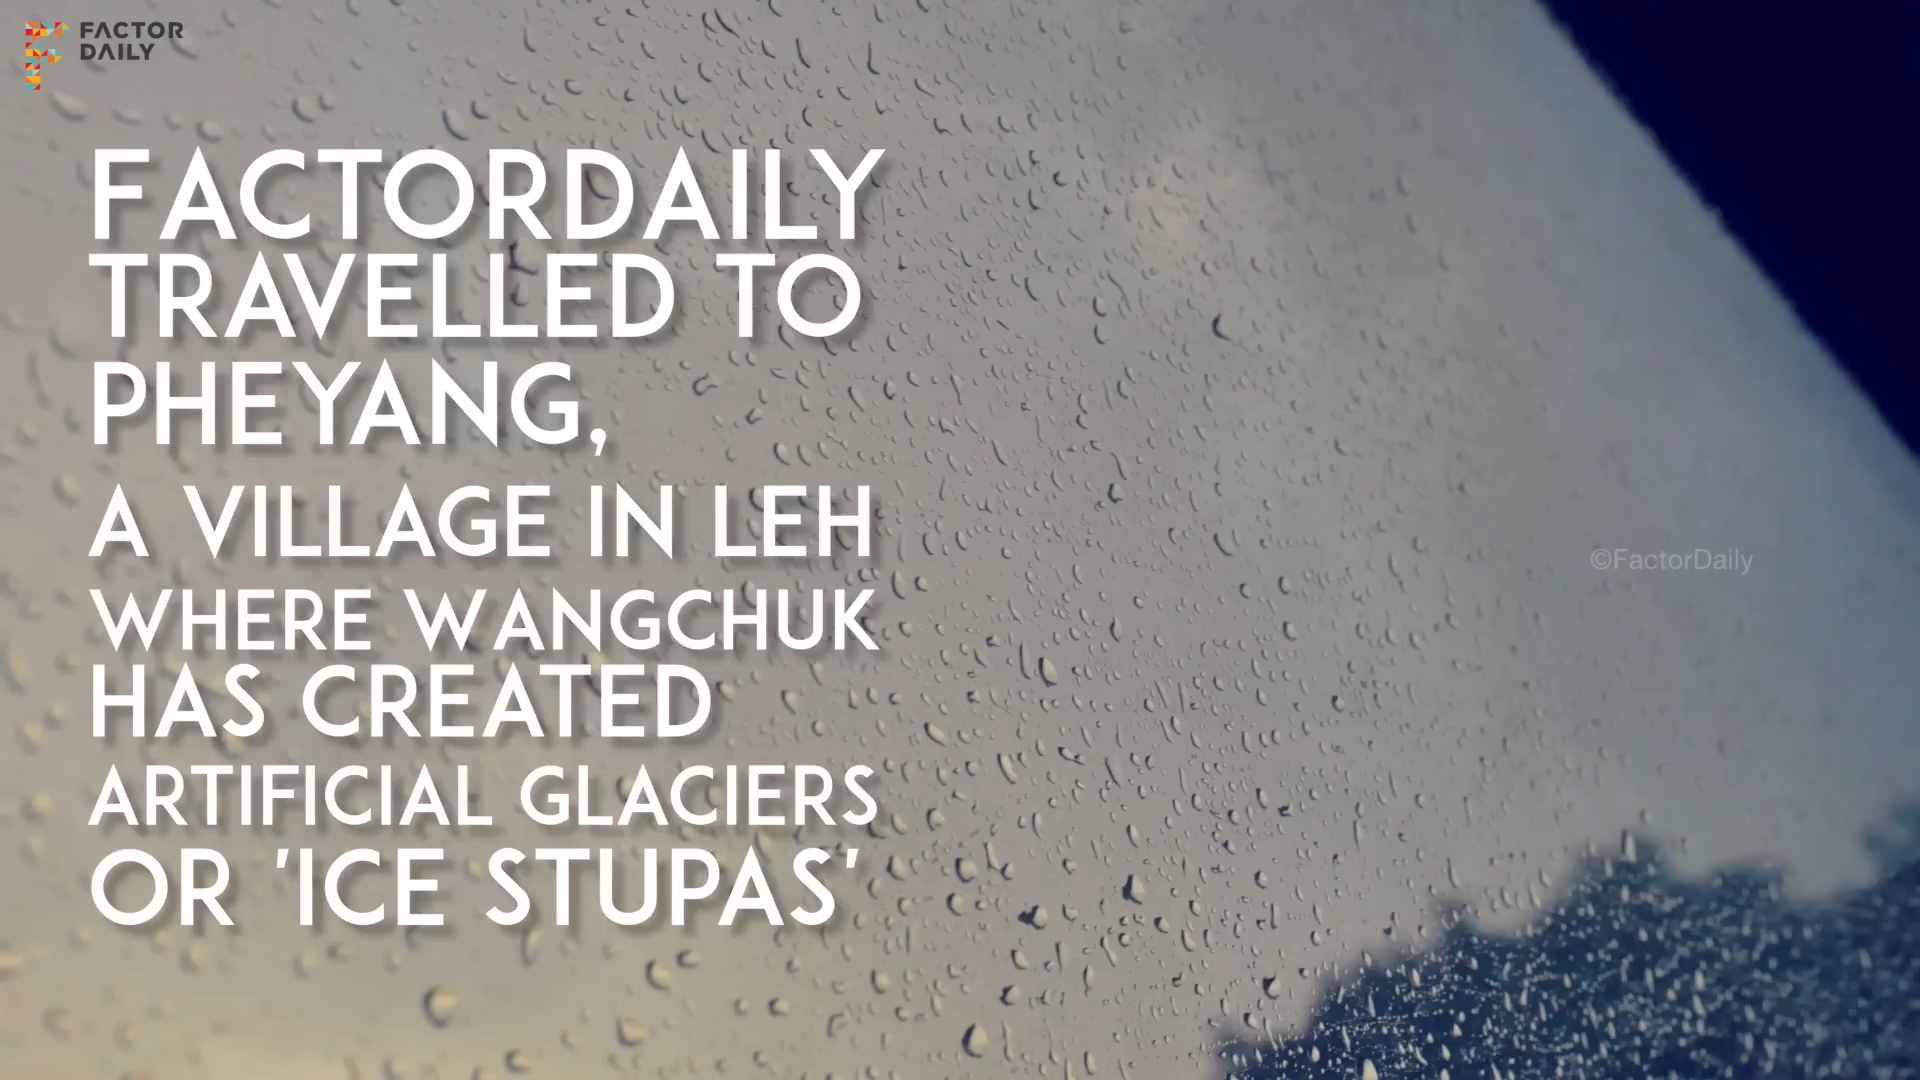 FACTOR
DAILY
FACTORDAILY
TRAVELLED TO
PHEYANG,
A VILLAGE IN LEH
WHERE WANGCHUK
HAS CREATED
ARTIFICIAL GLACIERS
OR 'ICE STUPAS'
©FactorDaily